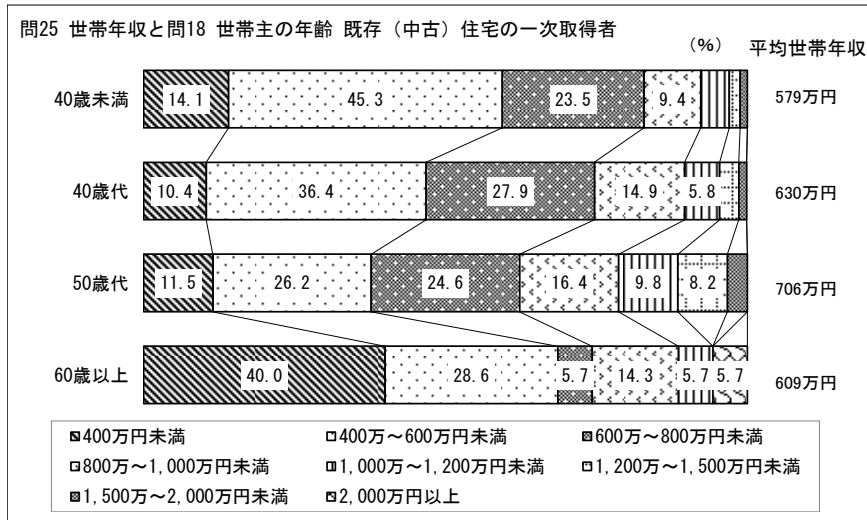 問25 世帯年収と問18 世帯主の年齢 既存（中古）住宅の一次取得者
（%） 平均世帯年収
40歳未満 14.1 45.3 23.5 9.4 579万円
40歳代 10.4 36.4 27.9 14.9 5.8 630万円
50歳代 11.5 26.2 24.6 16.4 9.8 8.2 706万円
60歳以上 40.0 28.6 5.7 14.3 5.7 5.7 609万円
400万円未満 400万～600万円未満 600万～800万円未満
800万～1,000万円未満 1,000万～1,200万円未満 1,200万～1,500万円未満
1,500万～2,000万円未満 2,000万円以上